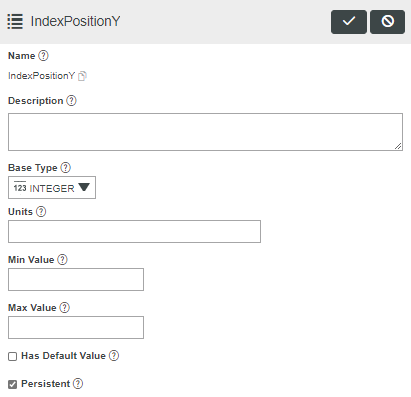 IndexPositionY
Name
IndexPositionY
Description
Base Type
123 INTEGER
Units
Min Value
Max Value
Has Default Value
Persistent